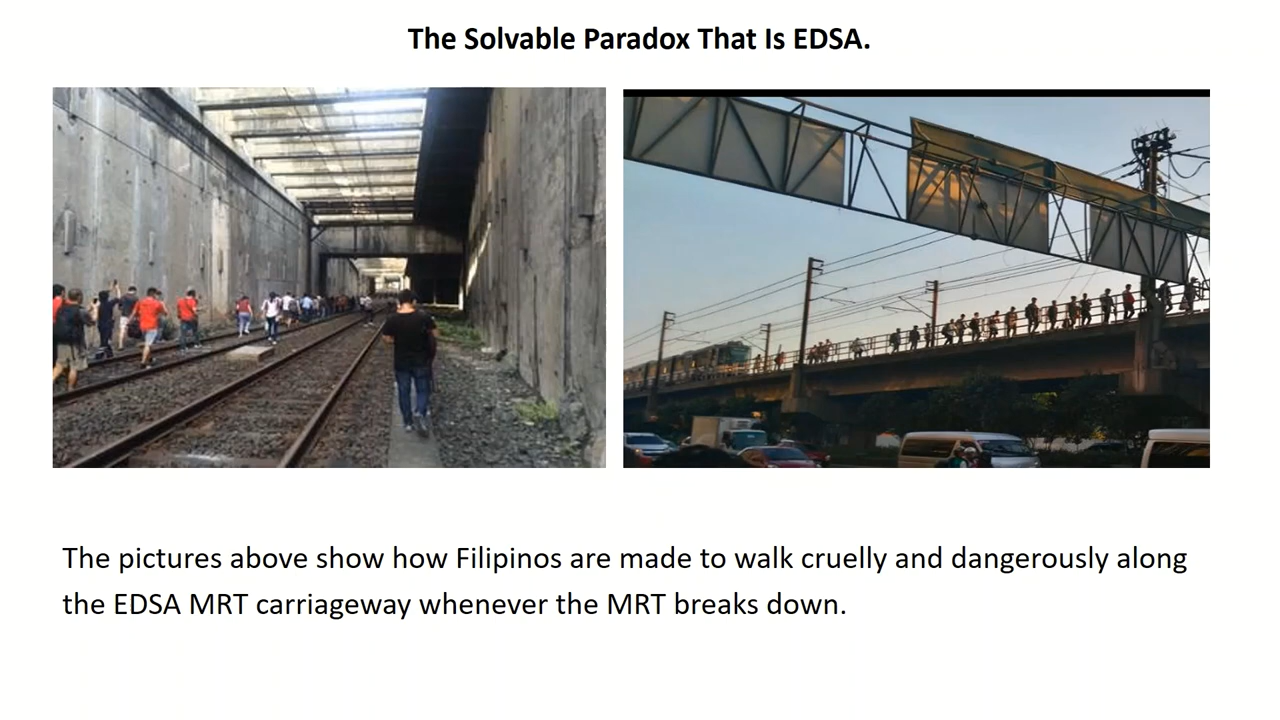 The Solvable Paradox That Is EDSA.
The pictures above show how Filipinos are made to walk cruelly and dangerously along
the EDSA MRT carriageway whenever the MRT breaks down.